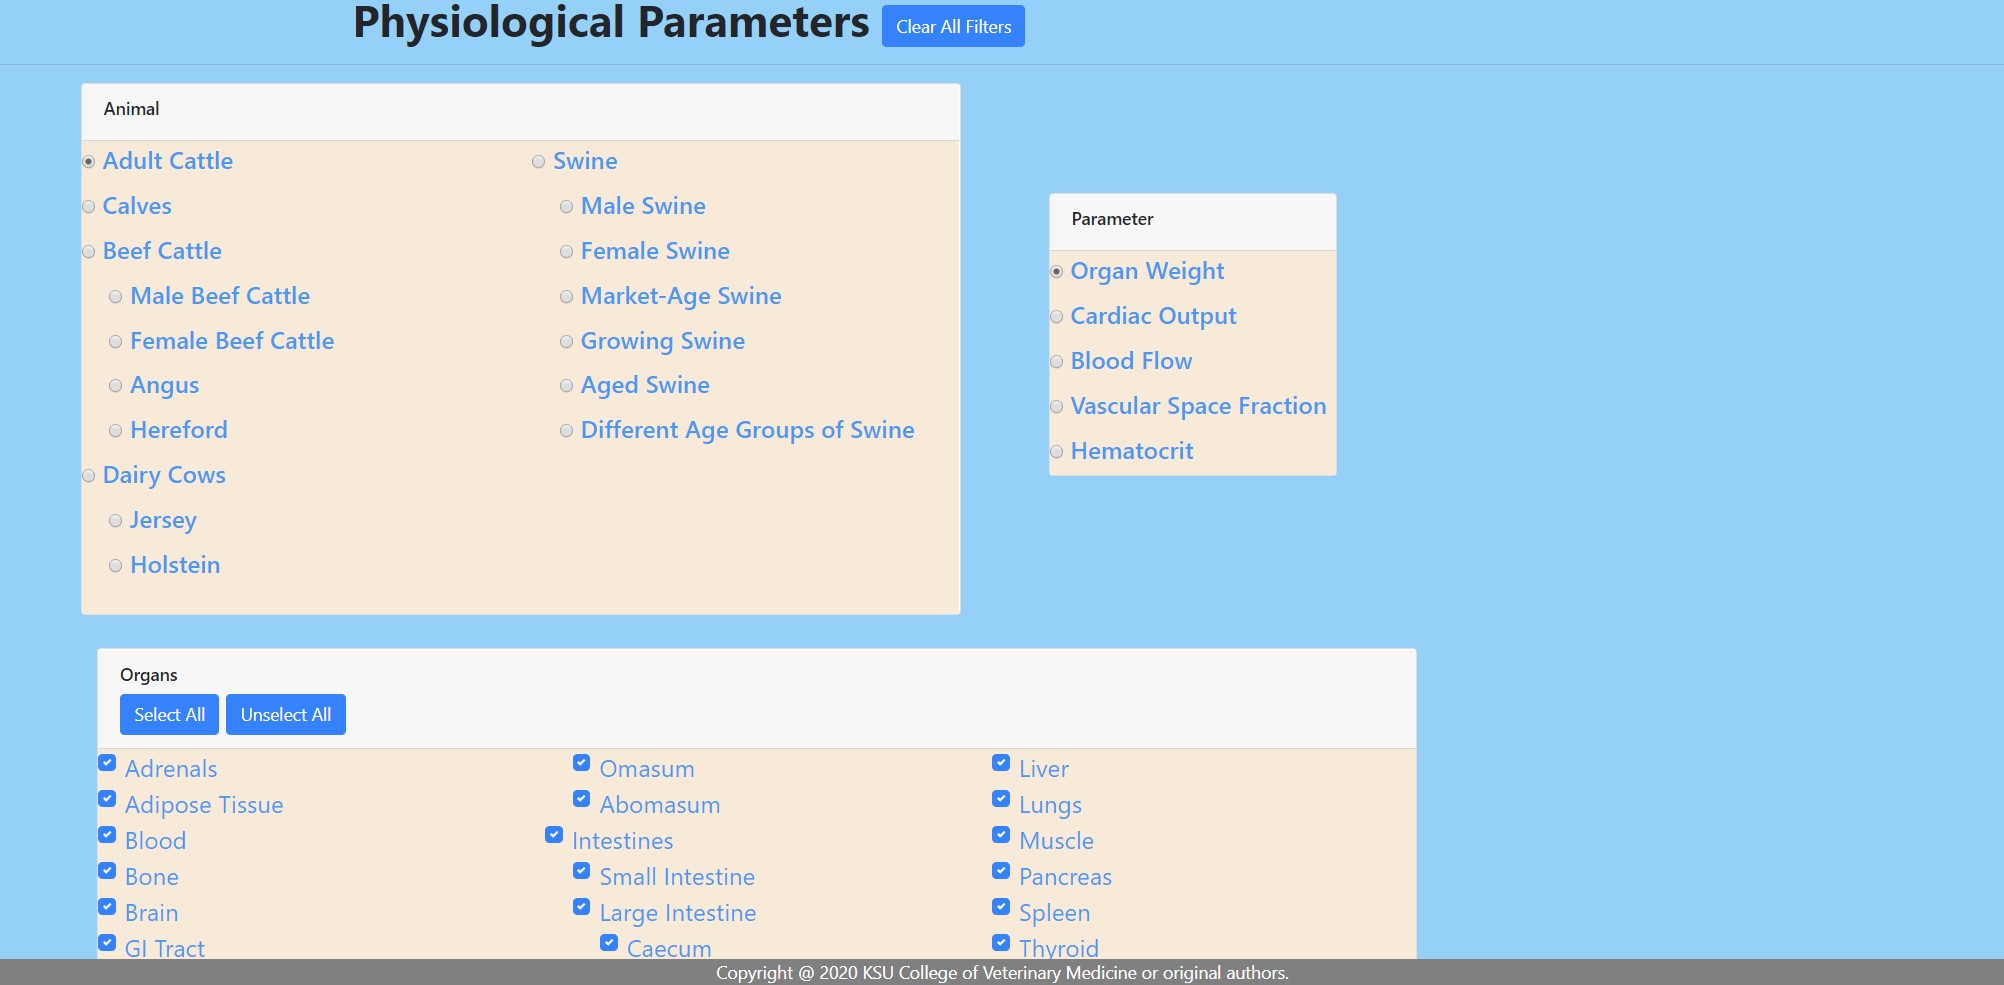 Physiological Parameters
Clear All Filters
Animal
Adult Cattle
Calves
Beef Cattle
Male Beef Cattle
Female Beef Cattle
Angus
Hereford
Dairy Cows
Jersey
Holstein
Swine
Male Swine
Female Swine
Market-Age Swine
Growing Swine
Aged Swine
Different Age Groups of Swine
Parameter
Organ Weight
Cardiac Output
Blood Flow
Vascular Space Fraction
Hematocrit
Organs
Select All
Unselect All
Adrenals
Adipose Tissue
Blood
Bone
Brain
GI Tract
Omasum
Abomasum
Intestines
Small Intestine
Large Intestine
Caecum
Liver
Lungs
Muscle
Pancreas
Spleen
Thyroid
Copyright @ 2020 KSU College of Veterinary Medicine or original authors.